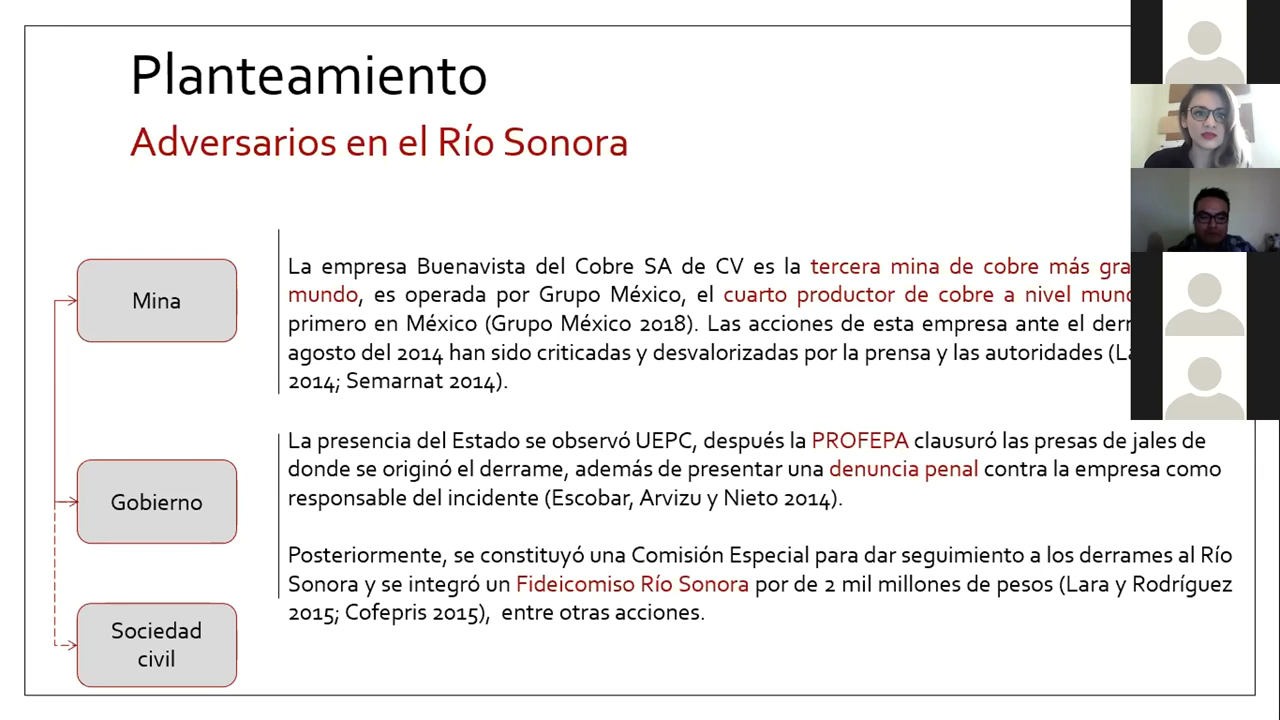 Planteamiento
Adversarios en el Río Sonora
Mina
La empresa Buenavista del Cobre SA de CV es la tercera mina de cobre más
mundo, es operada por Grupo México, el cuarto productor de cobre a nivel
primero en México (Grupo México 2018). Las acciones de esta empresa ante el
agosto del 2014 han sido criticadas y desvalorizadas por la prensa y las autoridades
2014; Semarnat 2014).
Gobierno
La presencia del Estado se observó UEPC, después la PROFEPA clausuró las presas de jales de
donde se originó el derrame, además de presentar una denuncia penal contra la empresa como
responsable del incidente (Escobar, Arvizu y Nieto 2014).
Posteriormente, se constituyó una Comisión Especial para dar seguimiento a los derrames al Río
Sonora y se integró un Fideicomiso Río Sonora por de 2 mil millones de pesos (Lara y Rodríguez
2015; Cofepris 2015), entre otras acciones.
Sociedad
civil